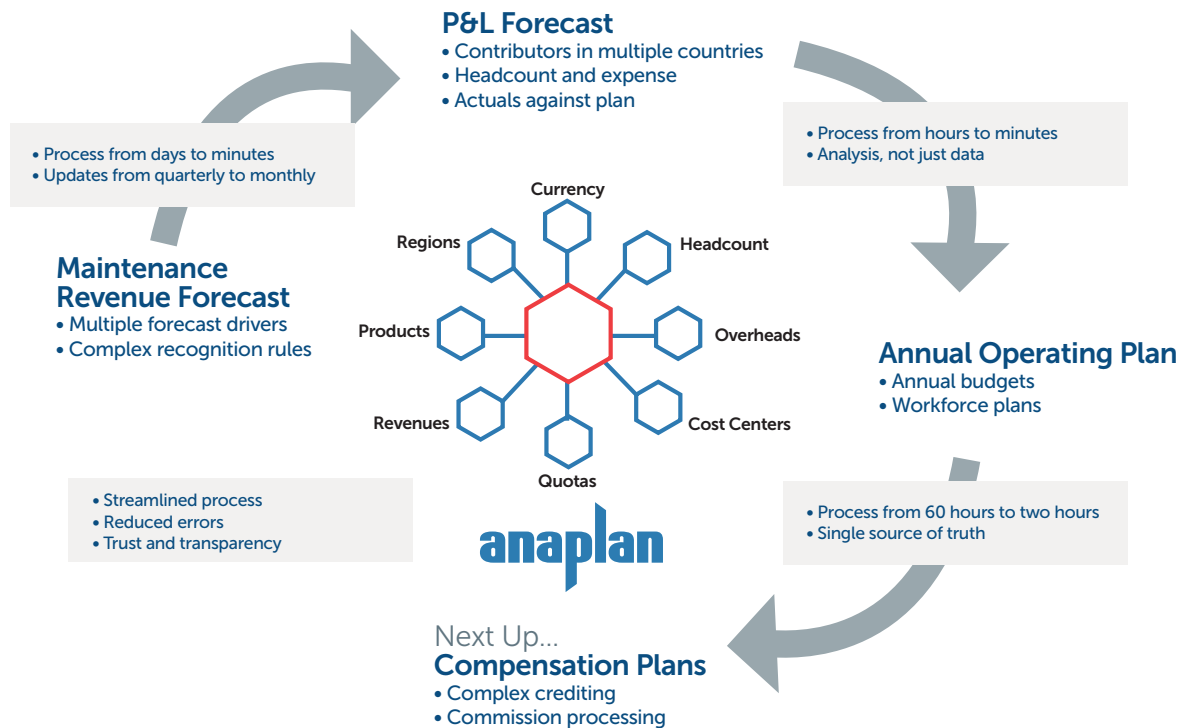 P&L Forecast
• Contributors in multiple countries
• Headcount and expense
• Actuals against plan
• Process from days to minutes
• Updates from quarterly to monthly
• Process from hours to minutes
• Analysis, not just data
Maintenance
Revenue Forecast
• Multiple forecast drivers
• Complex recognition rules
Currency
Regions
Headcount
Products
Overheads
Revenues
Cost Centers
Quotas
Annual Operating Plan
• Annual budgets
• Workforce plans
• Streamlined process
• Reduced errors
• Trust and transparency
anaplan
• Process from 60 hours to two hours
• Single source of truth
Next Up...
Compensation Plans
• Complex crediting
• Commission processing